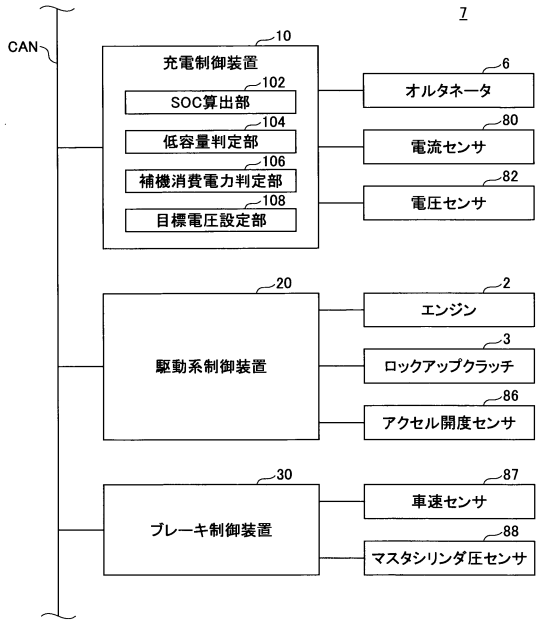 7
CAN
10
充電制御装置
102
SOC算出部
104
低容量判定部
106
補機消費電力判定部
108
目標電圧設定部
6
オルタネータ
80
電流センサ
82
電圧センサ
20
駆動系制御装置
2
エンジン
3
ロックアップクラッチ
86
アクセル開度センサ
30
ブレーキ制御装置
87
車速センサ
88
マスタシリンダ圧センサ